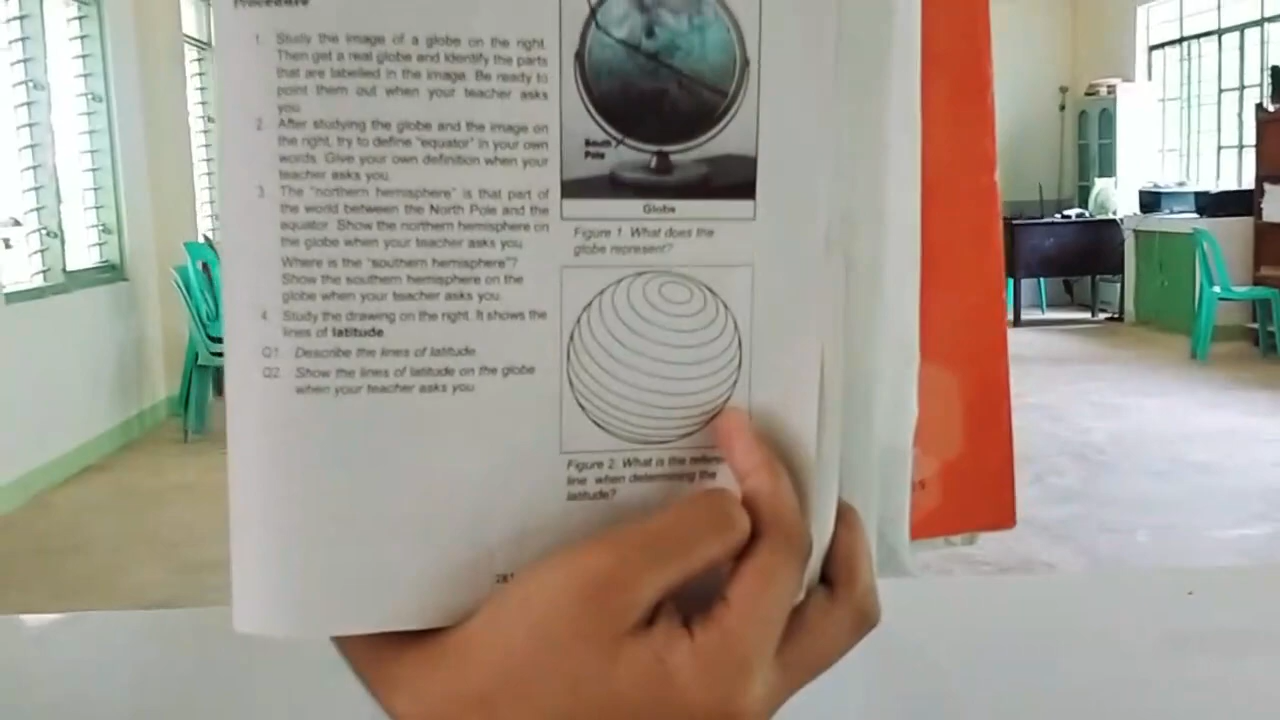 Procedure
1. Study the image of a globe on the right.
Then get a real globe and identify the parts
that are labelled in the image. Be ready to
point them out when your teacher asks
you.
2. After studying the globe and the image on
the right, try to define "equator" in your own
words. Give your own definition when your
teacher asks you.
3. The "northern hemisphere" is that part of
the world between the North Pole and the
equator. Show the northern hemisphere on
the globe when your teacher asks you.
Where is the "southern hemisphere"?
Show the southern hemisphere on the
globe when your teacher asks you.
4. Study the drawing on the right. It shows the
lines of latitude.
Q1. Describe the lines of latitude.
Q2. Show the lines of latitude on the globe
when your teacher asks you.
South
Pole
Globe
Figure 1. What does the
globe represent?
Figure 2. What is the
line when determining the
latitude?
281